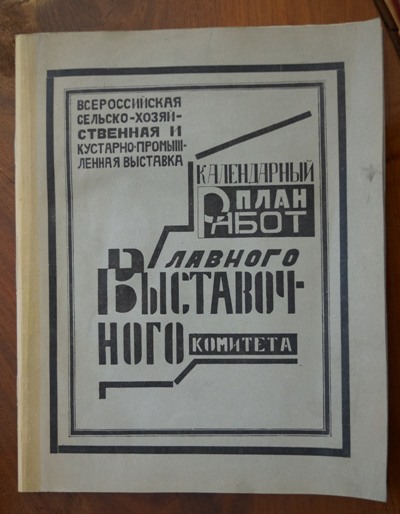 ВСЕРОССИЙСКАЯ
СЕЛЬСКО-ХОЗЯЙ-
СТВЕННАЯ И
КУСТАРНО-ПРОМЫШ-
ЛЕННАЯ ВЫСТАВКА
КАЛЕНДАРНЫЙ
ПЛАН
РАБОТ
ГЛАВНОГО
ВЫСТАВОЧ-
НОГО
КОМИТЕТА